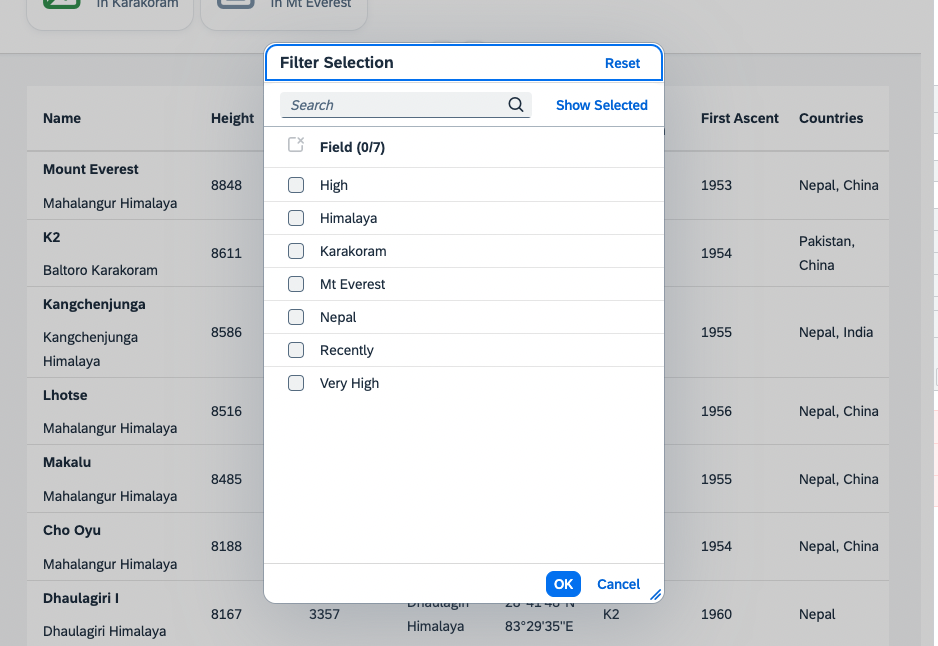 In Karakoram
In Mt Everest
Filter Selection
Reset
Search
Show Selected
Field (0/7)
High
Himalaya
Karakoram
Mt Everest
Nepal
Recently
Very High
OK
Cancel
Name
Height
First Ascent
Countries
Mount Everest
Mahalangur Himalaya
8848
1953
Nepal, China
K2
Baltoro Karakoram
8611
1954
Pakistan,
China
Kangchenjunga
Kangchenjunga
Himalaya
8586
1955
Nepal, India
Lhotse
Mahalangur Himalaya
8516
1956
Nepal, China
Makalu
Mahalangur Himalaya
8485
1955
Nepal, China
Cho Oyu
Mahalangur Himalaya
8188
1954
Nepal, China
Dhaulagiri I
Dhaulagiri Himalaya
8167
3357
Dhaulagiri
Himalaya
28°41'48"N
83°29'35"E
K2
1960
Nepal